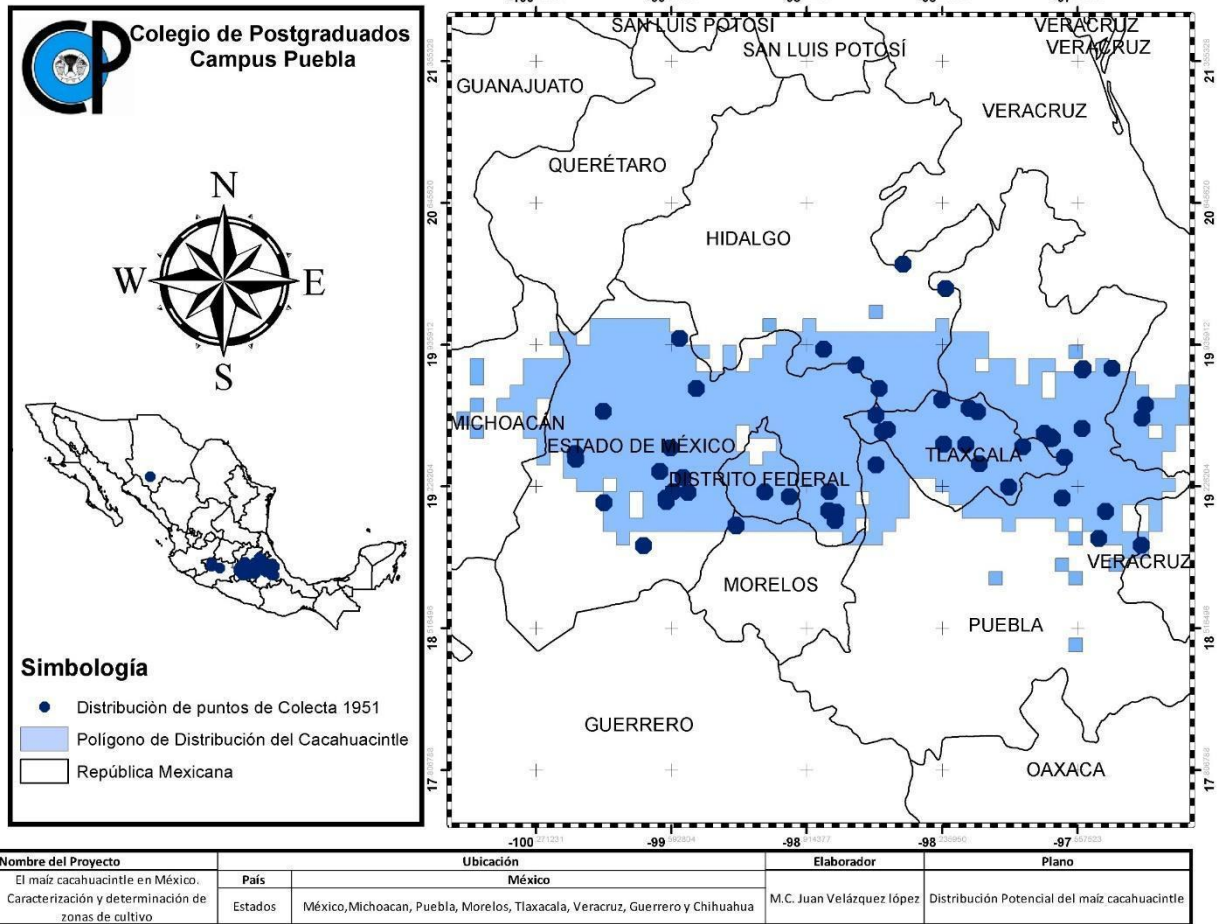 Colegio de Postgraduados
Campus Puebla
N
W
E
S
Simbología
Distribución de puntos de Colecta 1951
Polígono de Distribución del Cacahuacintle
República Mexicana
SAN LUIS POTOSÍ
VERACRUZ
SAN LUIS POTOSÍ
VERACRUZ
GUANAJUATO
VERACRUZ
QUERÉTARO
HIDALGO
MICHOACÁN
ESTADO DE MÉXICO
TLAXCALA
DISTRITO FEDERAL
VERACRUZ
MORELOS
PUEBLA
GUERRERO
OAXACA
21
21
20
20
19
19
19
19
18
18
17
17
-100
-99
-98
-98
-97
Nombre del Proyecto
Ubicación
Elaborador
Plano
El maíz cacahuacintle en México.
Caracterización y determinación de
zonas de cultivo
País
México
Estados
México,Michoacan, Puebla, Morelos, Tlaxacala, Veracruz, Guerrero y Chihuahua
M.C. Juan Velázquez lópez
Distribución Potencial del maíz cacahuacintle